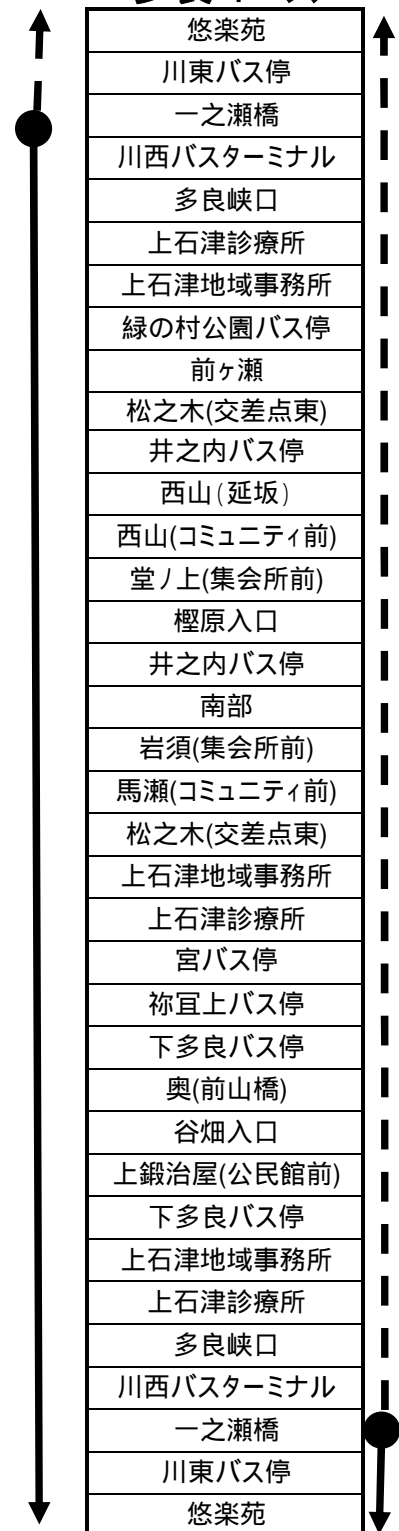 悠楽苑
川東バス停
一之瀬橋
川西バスターミナル
多良峡口
上石津診療所
上石津地域事務所
緑の村公園バス停
前ヶ瀬
松之木(交差点東)
井之内バス停
西山(延坂)
西山(コミュニティ前)
堂ノ上(集会所前)
樫原入口
井之内バス停
南部
岩須(集会所前)
馬瀬(コミュニティ前)
松之木(交差点東)
上石津地域事務所
上石津診療所
宮バス停
祢冝上バス停
下多良バス停
奥(前山橋)
谷畑入口
上鍛治屋(公民館前)
下多良バス停
上石津地域事務所
上石津診療所
多良峡口
川西バスターミナル
一之瀬橋
川東バス停
悠楽苑